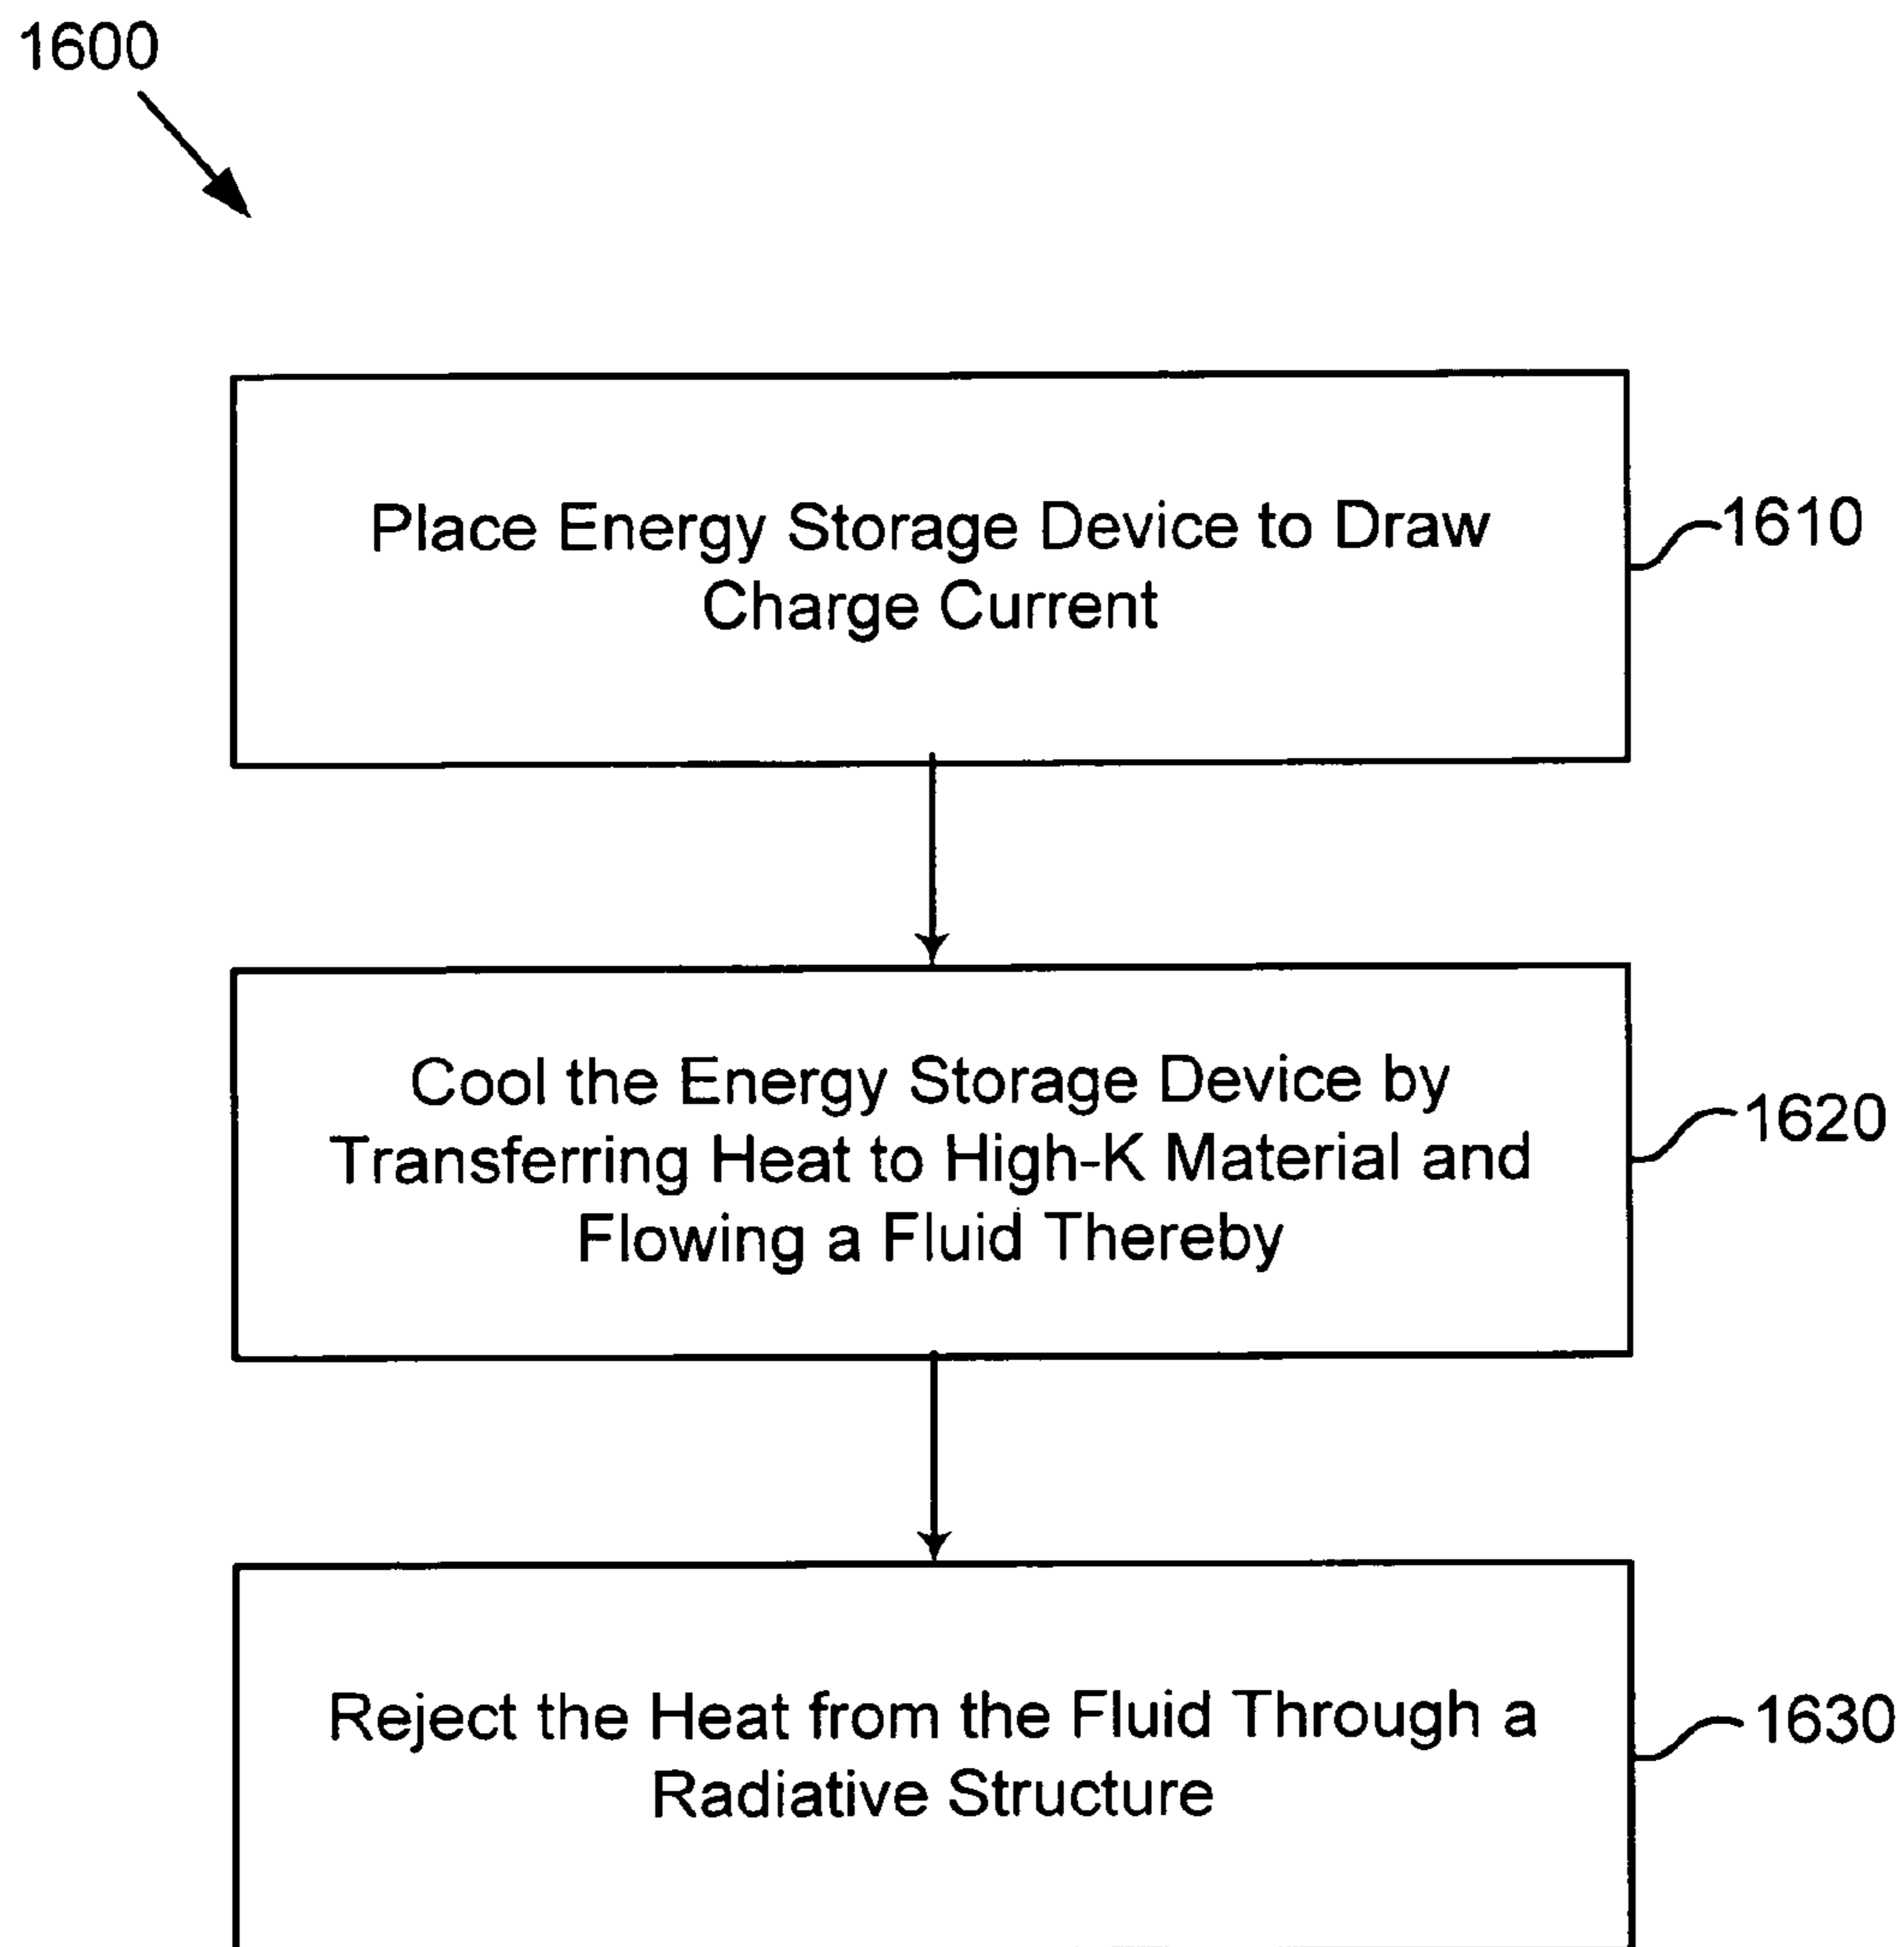 1600
Place Energy Storage Device to Draw
Charge Current
1610
Cool the Energy Storage Device by
Transferring Heat to High-K Material and
Flowing a Fluid Thereby
1620
Reject the Heat from the Fluid Through a
Radiative Structure
1630